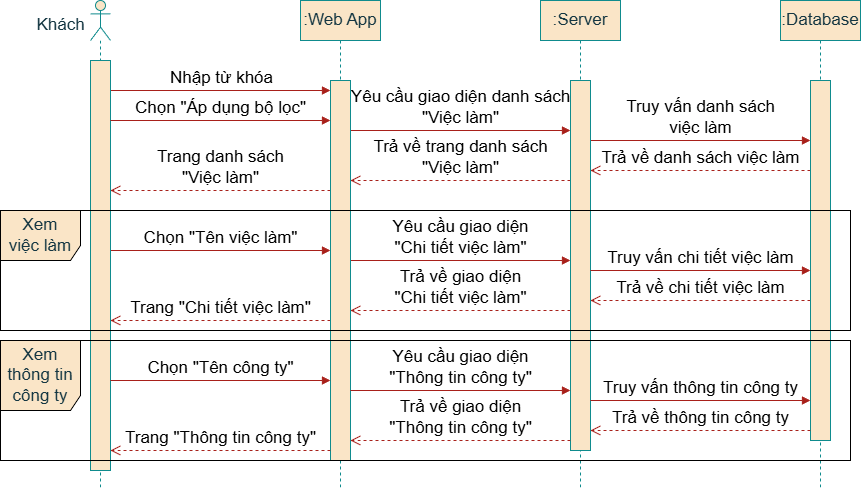 Khách
:Web App
:Server
:Database
Nhập từ khóa
Chọn "Áp dụng bộ lọc"
Yêu cầu giao diện danh sách
"Việc làm"
Truy vấn danh sách
việc làm
Trả về danh sách việc làm
Trả về trang danh sách
"Việc làm"
Trang danh sách
"Việc làm"
Xem
việc làm
Chọn "Tên việc làm"
Yêu cầu giao diện
"Chi tiết việc làm"
Truy vấn chi tiết việc làm
Trả về chi tiết việc làm
Trả về giao diện
"Chi tiết việc làm"
Trang "Chi tiết việc làm"
Xem
thông tin
công ty
Chọn "Tên công ty"
Yêu cầu giao diện
"Thông tin công ty"
Truy vấn thông tin công ty
Trả về thông tin công ty
Trả về giao diện
"Thông tin công ty"
Trang "Thông tin công ty"